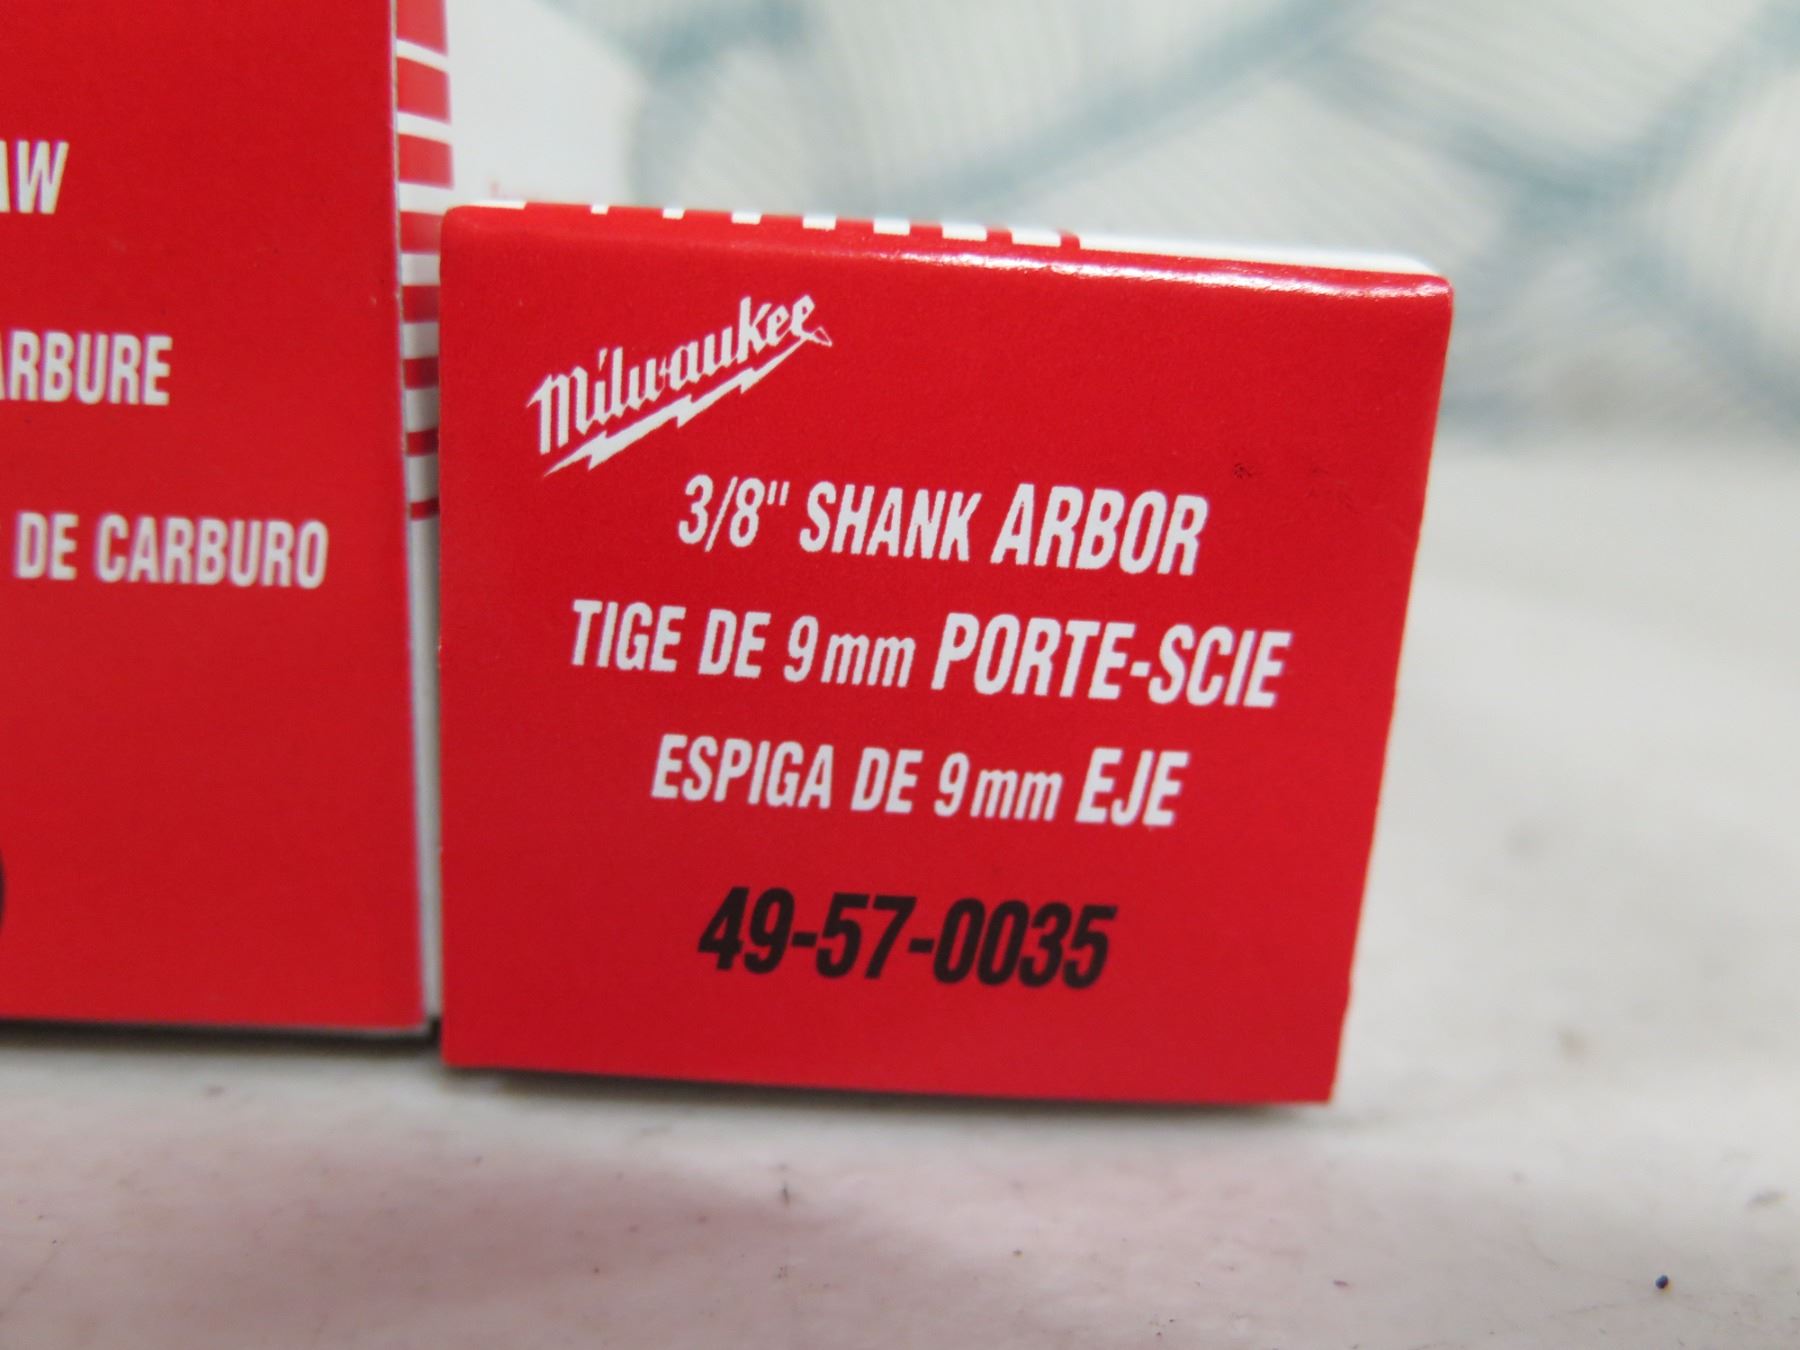 Milwaukee
3/8" SHANK ARBOR
TIGE DE 9mm PORTE-SCIE
ESPIGA DE 9mm EJE
49-57-0035
AW
ARBURE
DE CARBURO